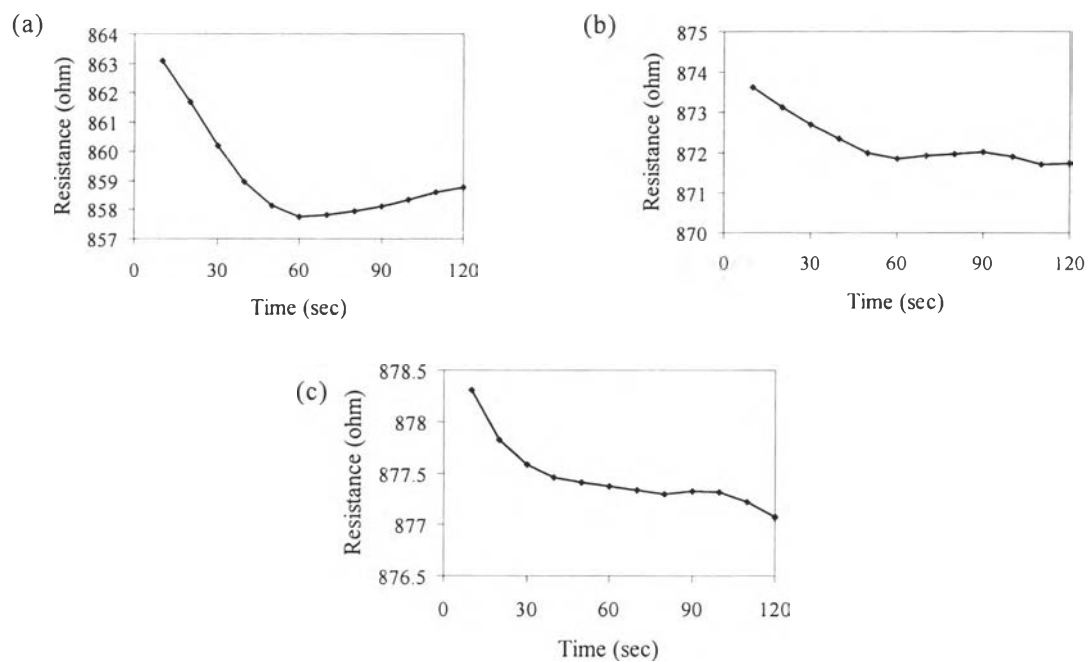 (a)
Resistance (ohm)
864
863
862
861
860
859
858
857
0 30 60 90 120
Time (sec)
(b)
Resistance (ohm)
875
874
873
872
871
870
0 30 60 90 120
Time (sec)
(c)
Resistance (ohm)
878.5
878
877.5
877
876.5
0 30 60 90 120
Time (sec)